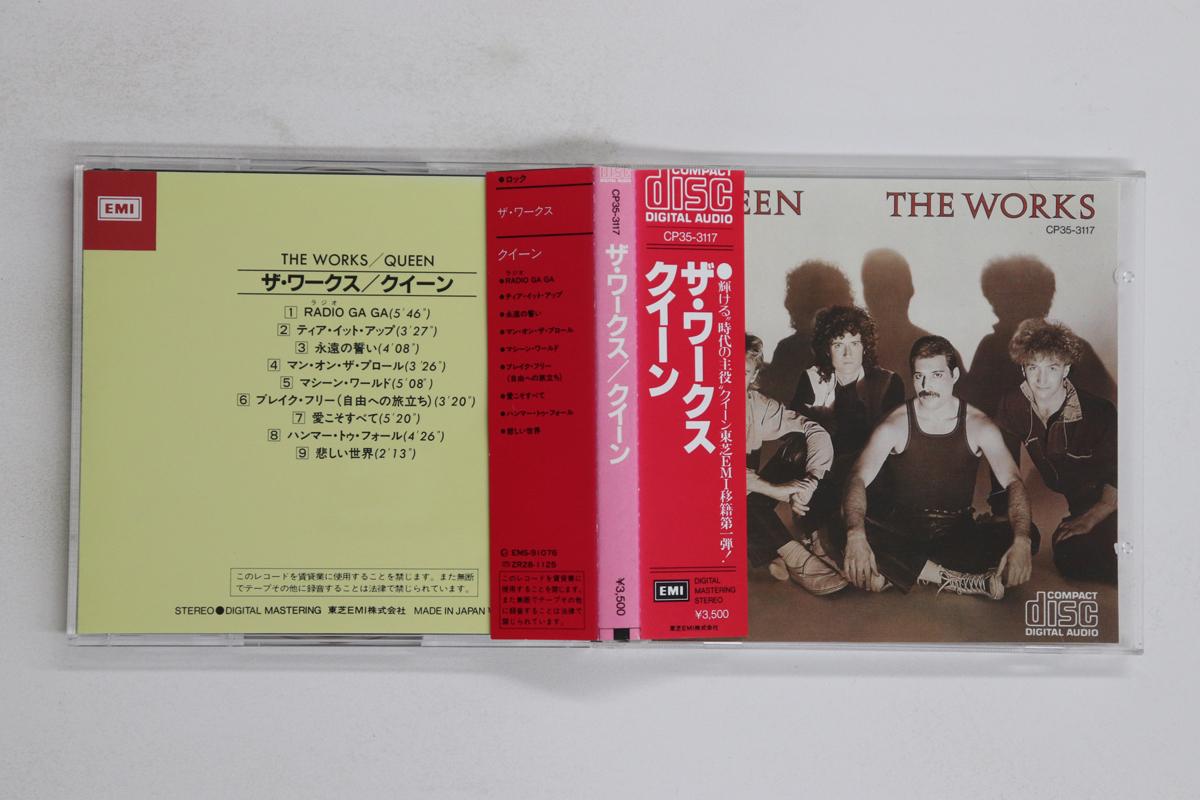 EMI
THE WORKS/QUEEN
ザ・ワークス/クイーン
ラジオ
1 RADIO GA GA(5'46")
2 ティア・イット・アップ(3'27")
3 永遠の誓い(4'08")
4 マン・オン・ザ・プロール(3'26)
5 マシーン・ワールド(5'08")
6 ブレイク・フリー(自由への旅立ち)(3'20")
7 愛こそすべて(5'20")
8 ハンマー・トゥ・フォール(4'26")
9 悲しい世界(2'13")
このレコードを賃貸業に使用することを禁じます。また無断
でテープその他に録音することは法律で禁じられています。
STEREO●DIGITAL MASTERING 東芝EMI株式会社 MADE IN JAPAN
●ロック
ザ・ワークス
クイーン
ラジオ
●RADIO GA GA
●ティア・イット・アップ
●永遠の誓い
●マン・オン・ザ・プロール
●マシーン・ワールド
●ブレイク・フリー
(自由への旅立ち)
●愛こそすべて
●ハンマー・トゥ・フォール
●悲しい世界
EMS-91076
ZR28-1125
このレコードを賃貸業に
使用することを禁じます。
また無断でテープその他
に録音することは法律で
禁じられています。
disc
DIGITAL AUDIO
CP35-3117
ザ・ワークス/クイーン
¥3,500
COMPACT
disc
DIGITAL AUDIO
CP35-3117
●輝ける"時代の主役"クイーン東芝EMI移籍第一弾!
ザ・ワークス
クイーン
EMI
DIGITAL
MASTERING
STEREO
¥3,500
東芝EMI株式会社
EEN THE WORKS
CP35-3117
COMPACT
disc
DIGITAL AUDIO